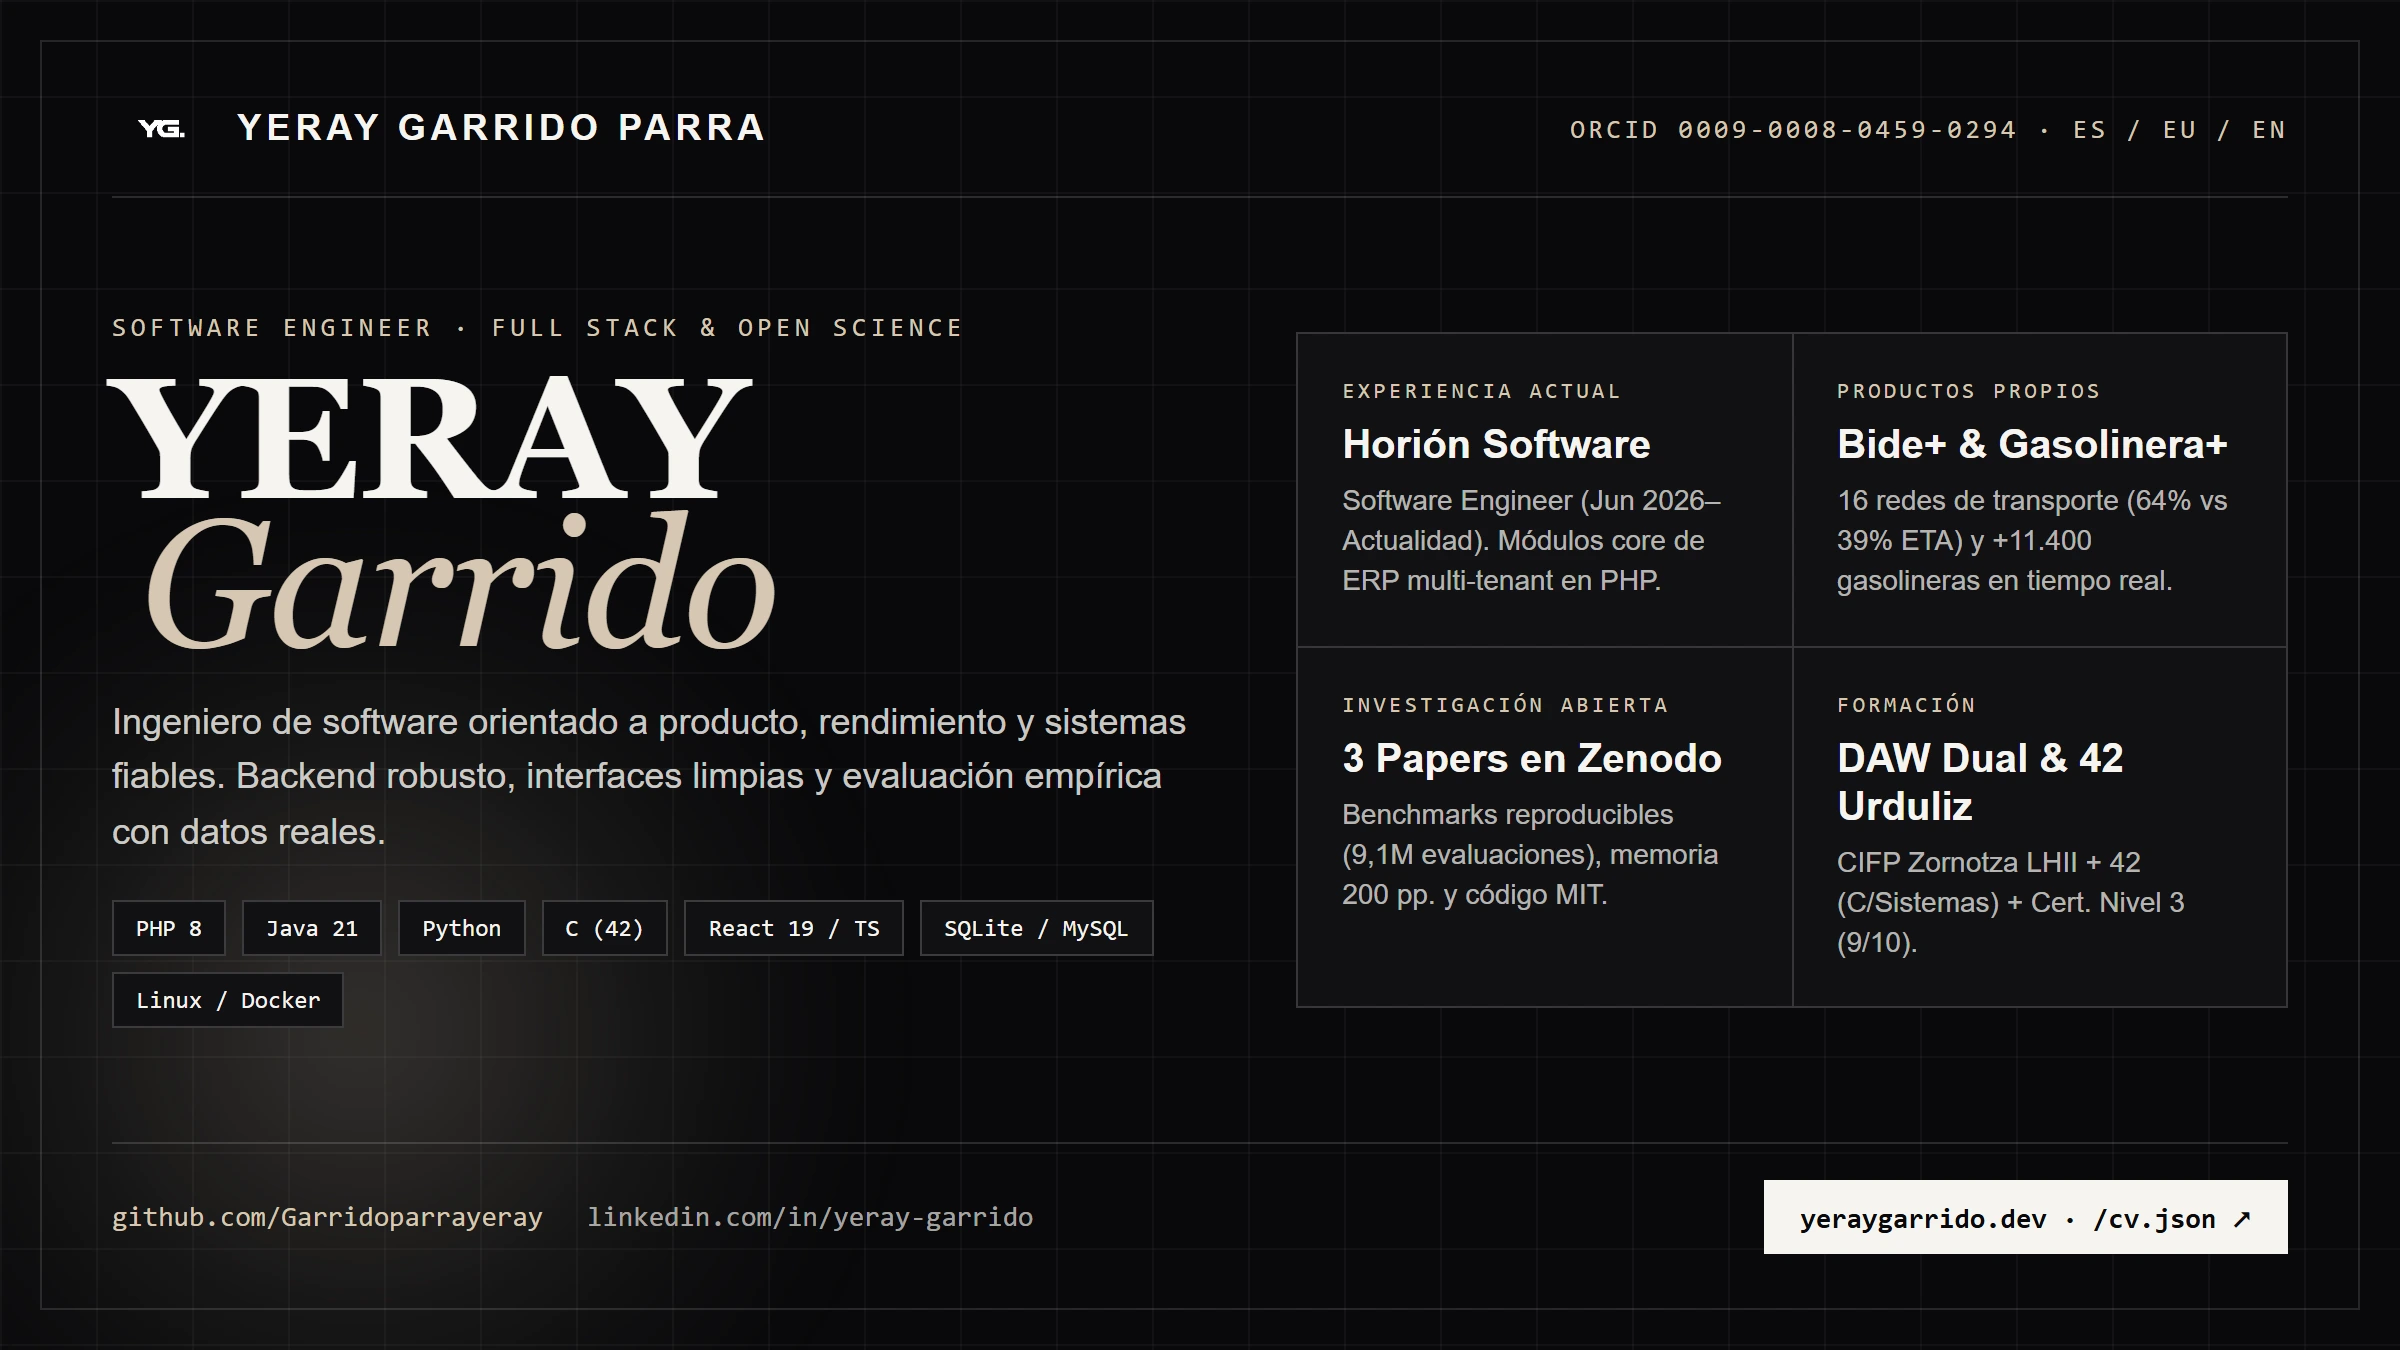 YG.
YERAY GARRIDO PARRA
ORCID 0009-0008-0459-0294 · ES / EU / EN
SOFTWARE ENGINEER · FULL STACK & OPEN SCIENCE
YERAY
Garrido
Ingeniero de software orientado a producto, rendimiento y sistemas
fiables. Backend robusto, interfaces limpias y evaluación empírica
con datos reales.
PHP 8
Java 21
Python
C (42)
React 19 / TS
SQLite / MySQL
Linux / Docker
EXPERIENCIA ACTUAL
Horión Software
Software Engineer (Jun 2026–
Actualidad). Módulos core de
ERP multi-tenant en PHP.
PRODUCTOS PROPIOS
Bide+ & Gasolinera+
16 redes de transporte (64% vs
39% ETA) y +11.400
gasolineras en tiempo real.
INVESTIGACIÓN ABIERTA
3 Papers en Zenodo
Benchmarks reproducibles
(9,1M evaluaciones), memoria
200 pp. y código MIT.
FORMACIÓN
DAW Dual & 42
Urduliz
CIFP Zornotza LHII + 42
(C/Sistemas) + Cert. Nivel 3
(9/10).
github.com/Garridoparrayeray
linkedin.com/in/yeray-garrido
yeraygarrido.dev · /cv.json ↗